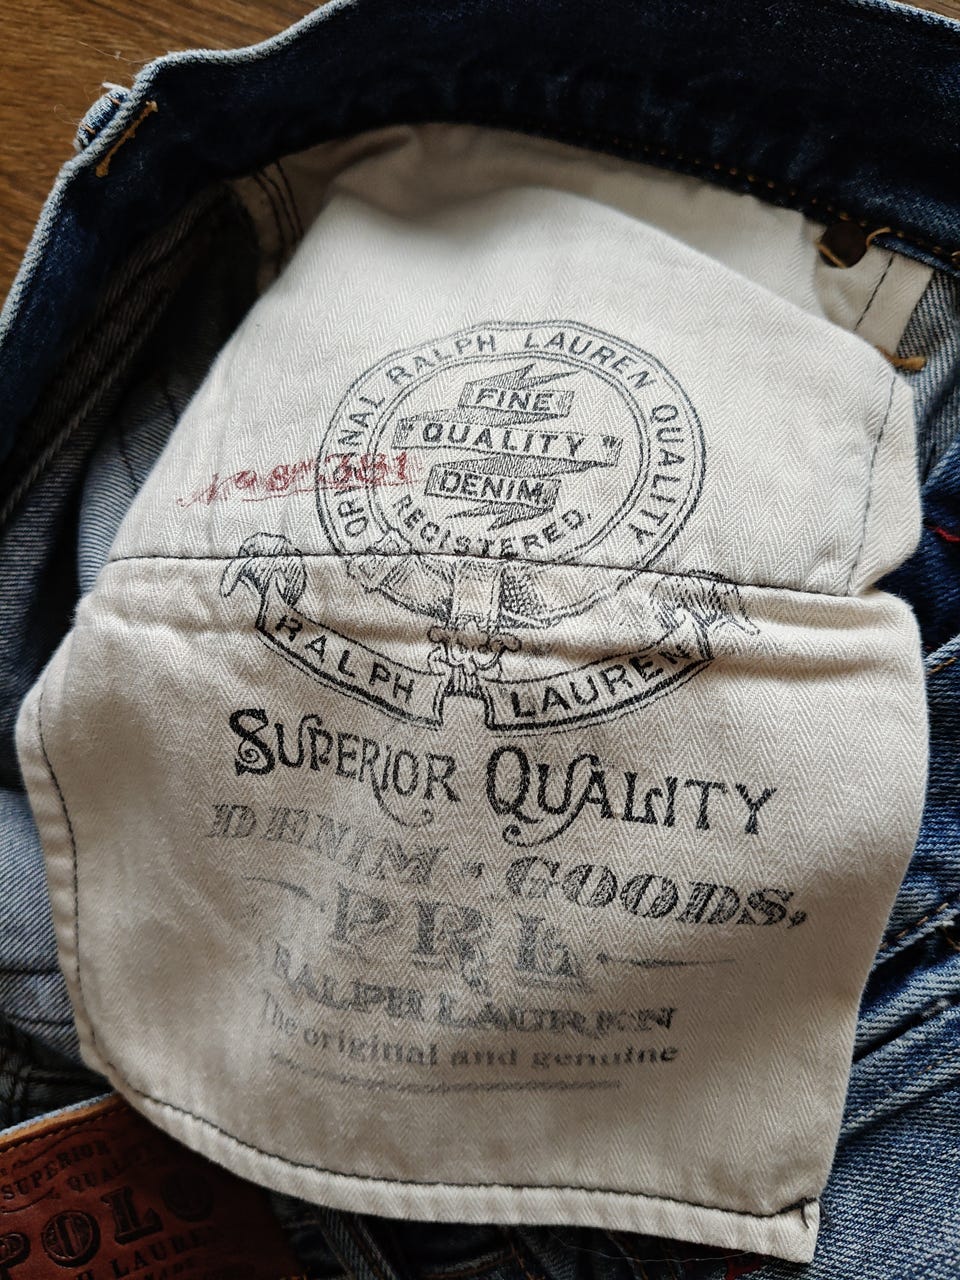 ORIGINAL RALPH LAUREN QUALITY
FINE
"QUALITY"
DENIM
REGISTERED.
RALPH LAUREN
SUPERIOR QUALITY
DENIM - GOODS,
PRL
RALPH LAUREN
The original and genuine
SUPERIOR
POLO